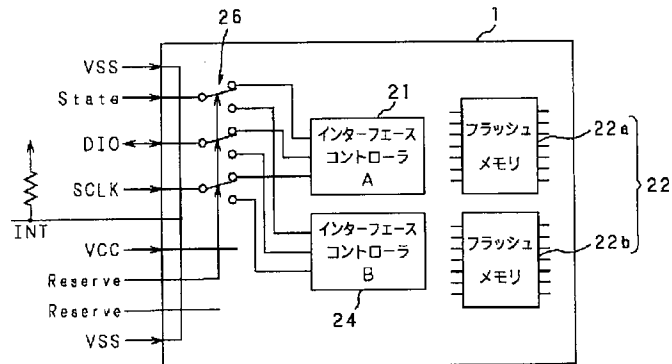 1
26
VSS
State
DIO
SCLK
INT
VCC
Reserve
Reserve
VSS
21
インターフェース
コントローラ
A
インターフェース
コントローラ
B
24
フラッシュ
メモリ
22a
フラッシュ
メモリ
22b
22